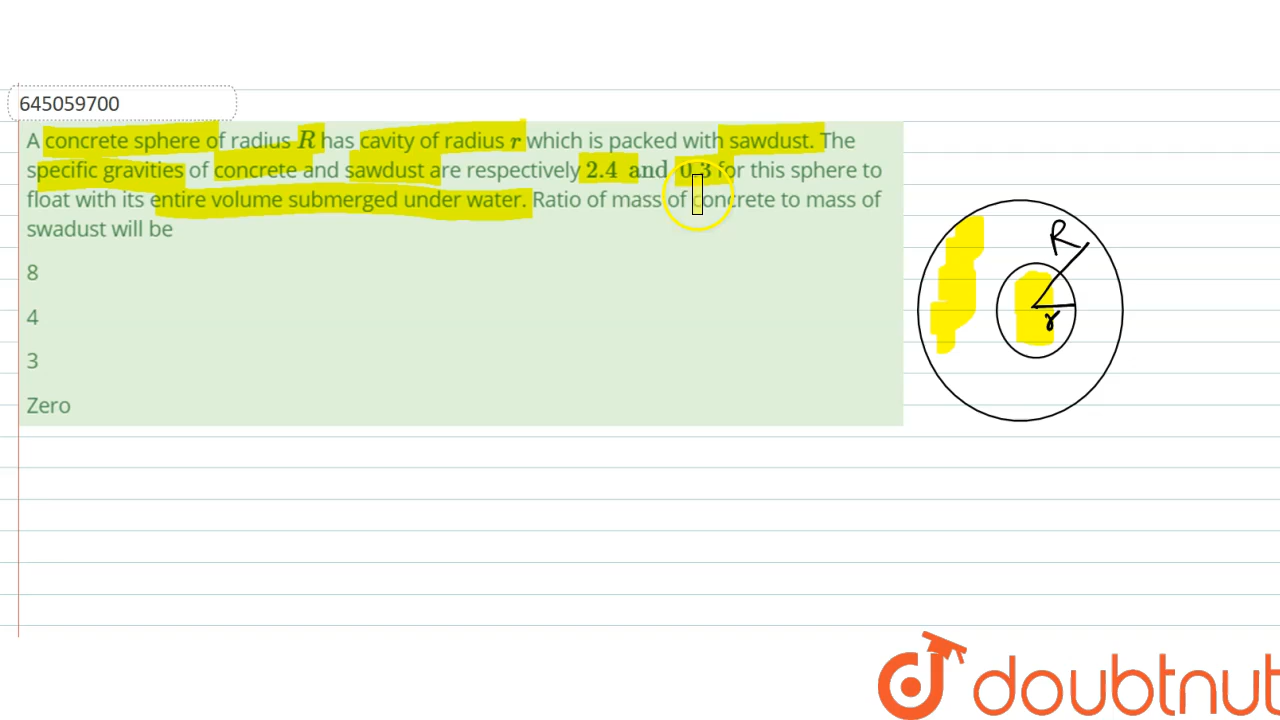 645059700
A concrete sphere of radius R has cavity of radius r which is packed with sawdust. The
specific gravities of concrete and sawdust are respectively 2.4 and 0.3 for this sphere to
float with its entire volume submerged under water. Ratio of mass of concrete to mass of
swadust will be
8
4
3
Zero
R
r
doubtnut